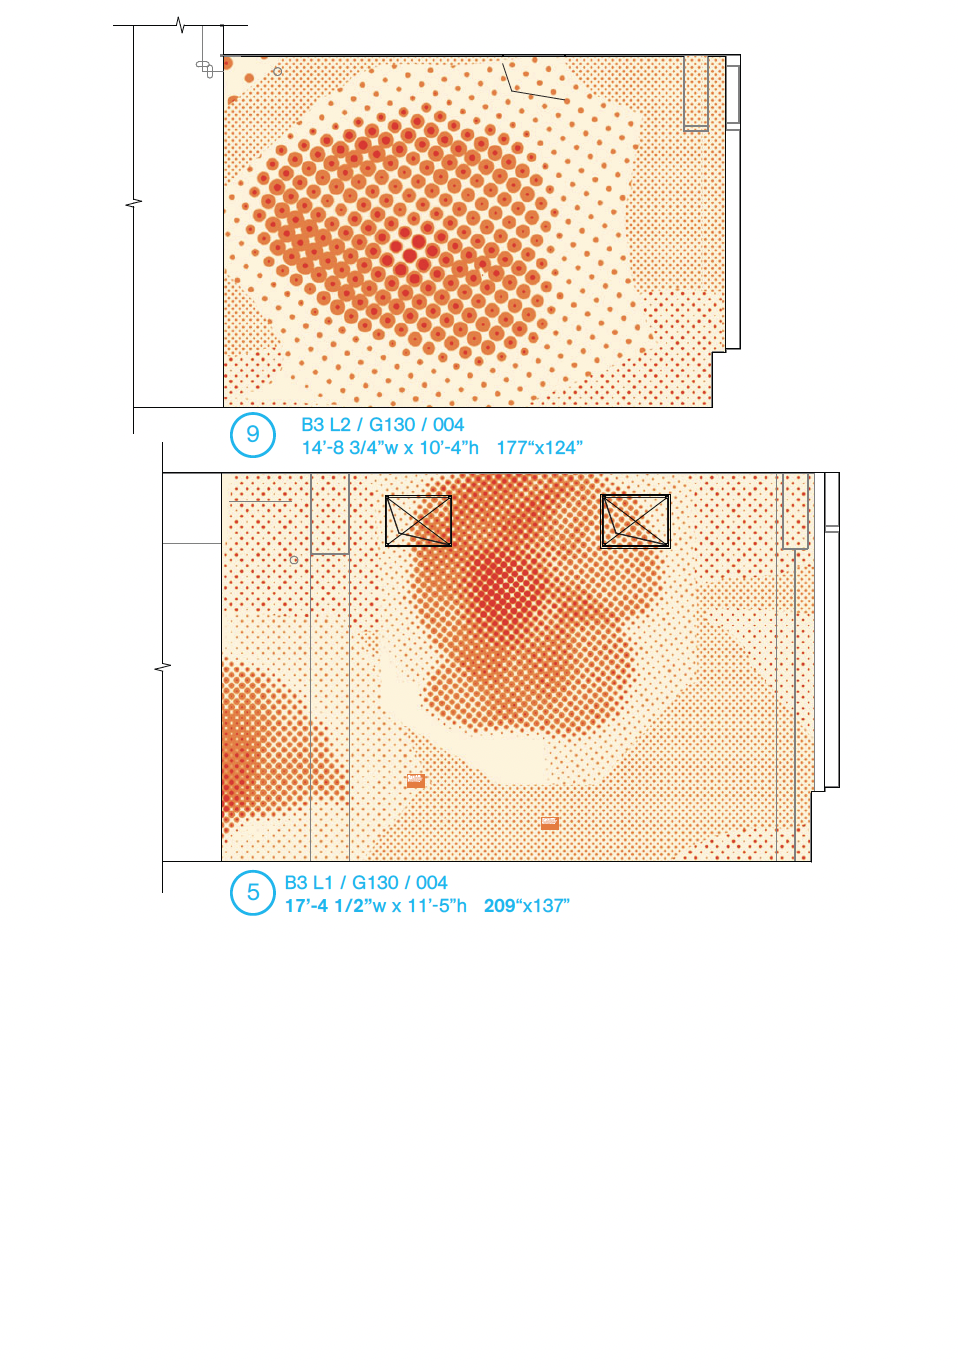 9
B3 L2 / G130 / 004
14’-8 3/4”w x 10’-4”h 177“x124”
5
B3 L1 / G130 / 004
17’-4 1/2”w x 11’-5”h 209“x137”